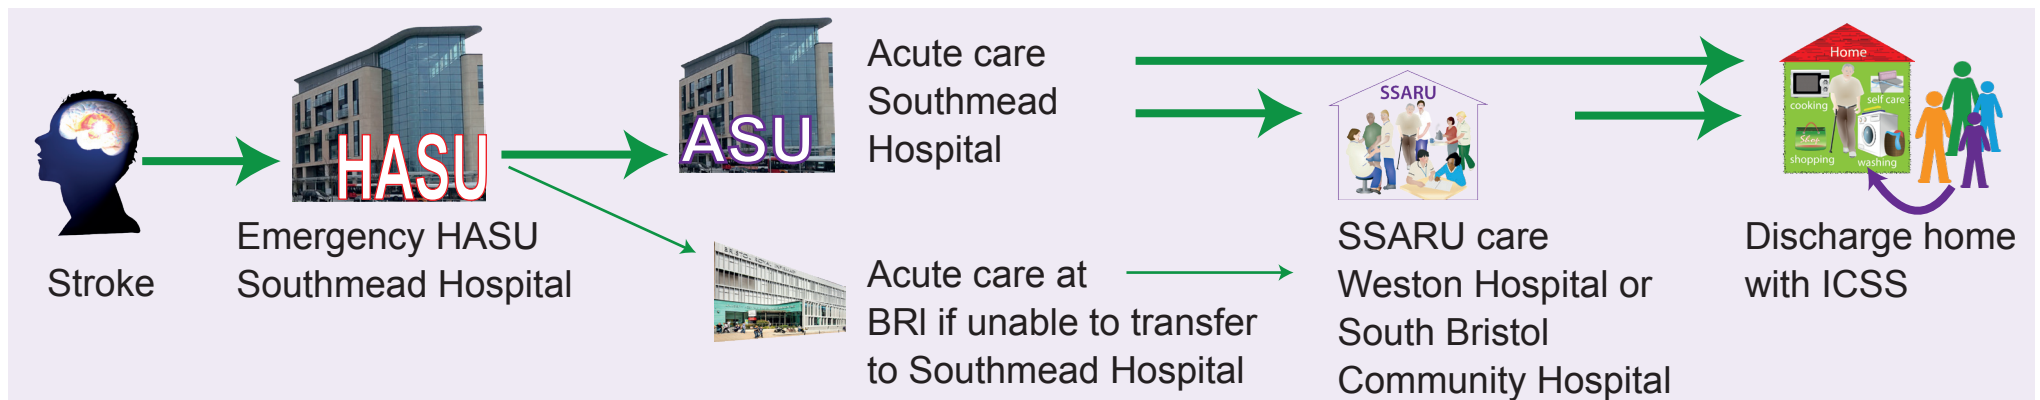 Stroke
HASU
Emergency HASU
Southmead Hospital
ASU
Acute care
Southmead
Hospital
Acute care at
BRI if unable to transfer
to Southmead Hospital
SSARU
SSARU care
Weston Hospital or
South Bristol
Community Hospital
Home
cooking
self care
Shop
shopping
washing
Discharge home
with ICSS